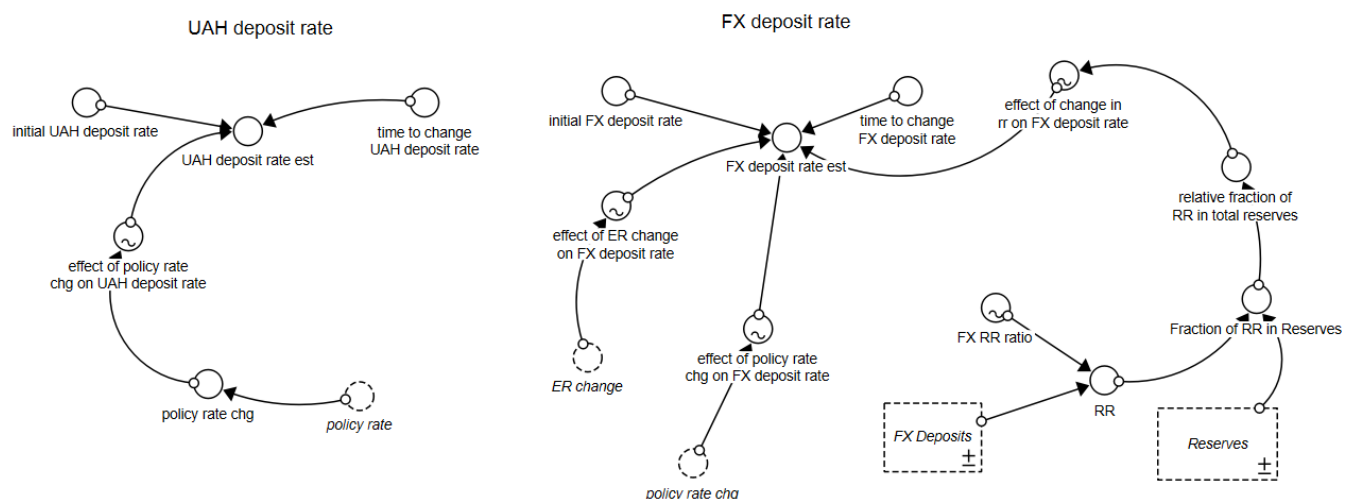 UAH deposit rate
initial UAH deposit rate
UAH deposit rate est
time to change
UAH deposit rate
effect of policy rate
chg on UAH deposit rate
policy rate chg
policy rate
FX deposit rate
initial FX deposit rate
time to change
FX deposit rate
FX deposit rate est
effect of change in
rr on FX deposit rate
relative fraction of
RR in total reserves
effect of ER change
on FX deposit rate
ER change
effect of policy rate
chg on FX deposit rate
policy rate chg
FX RR ratio
Fraction of RR in Reserves
RR
FX Deposits
±
Reserves
±